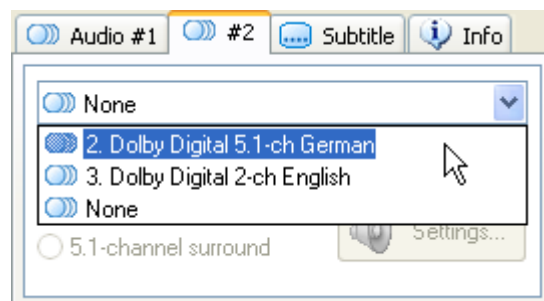 Audio #1 #2 Subtitle Info
None
2. Dolby Digital 5.1-ch German
3. Dolby Digital 2-ch English
None
Settings...
5.1-channel surround